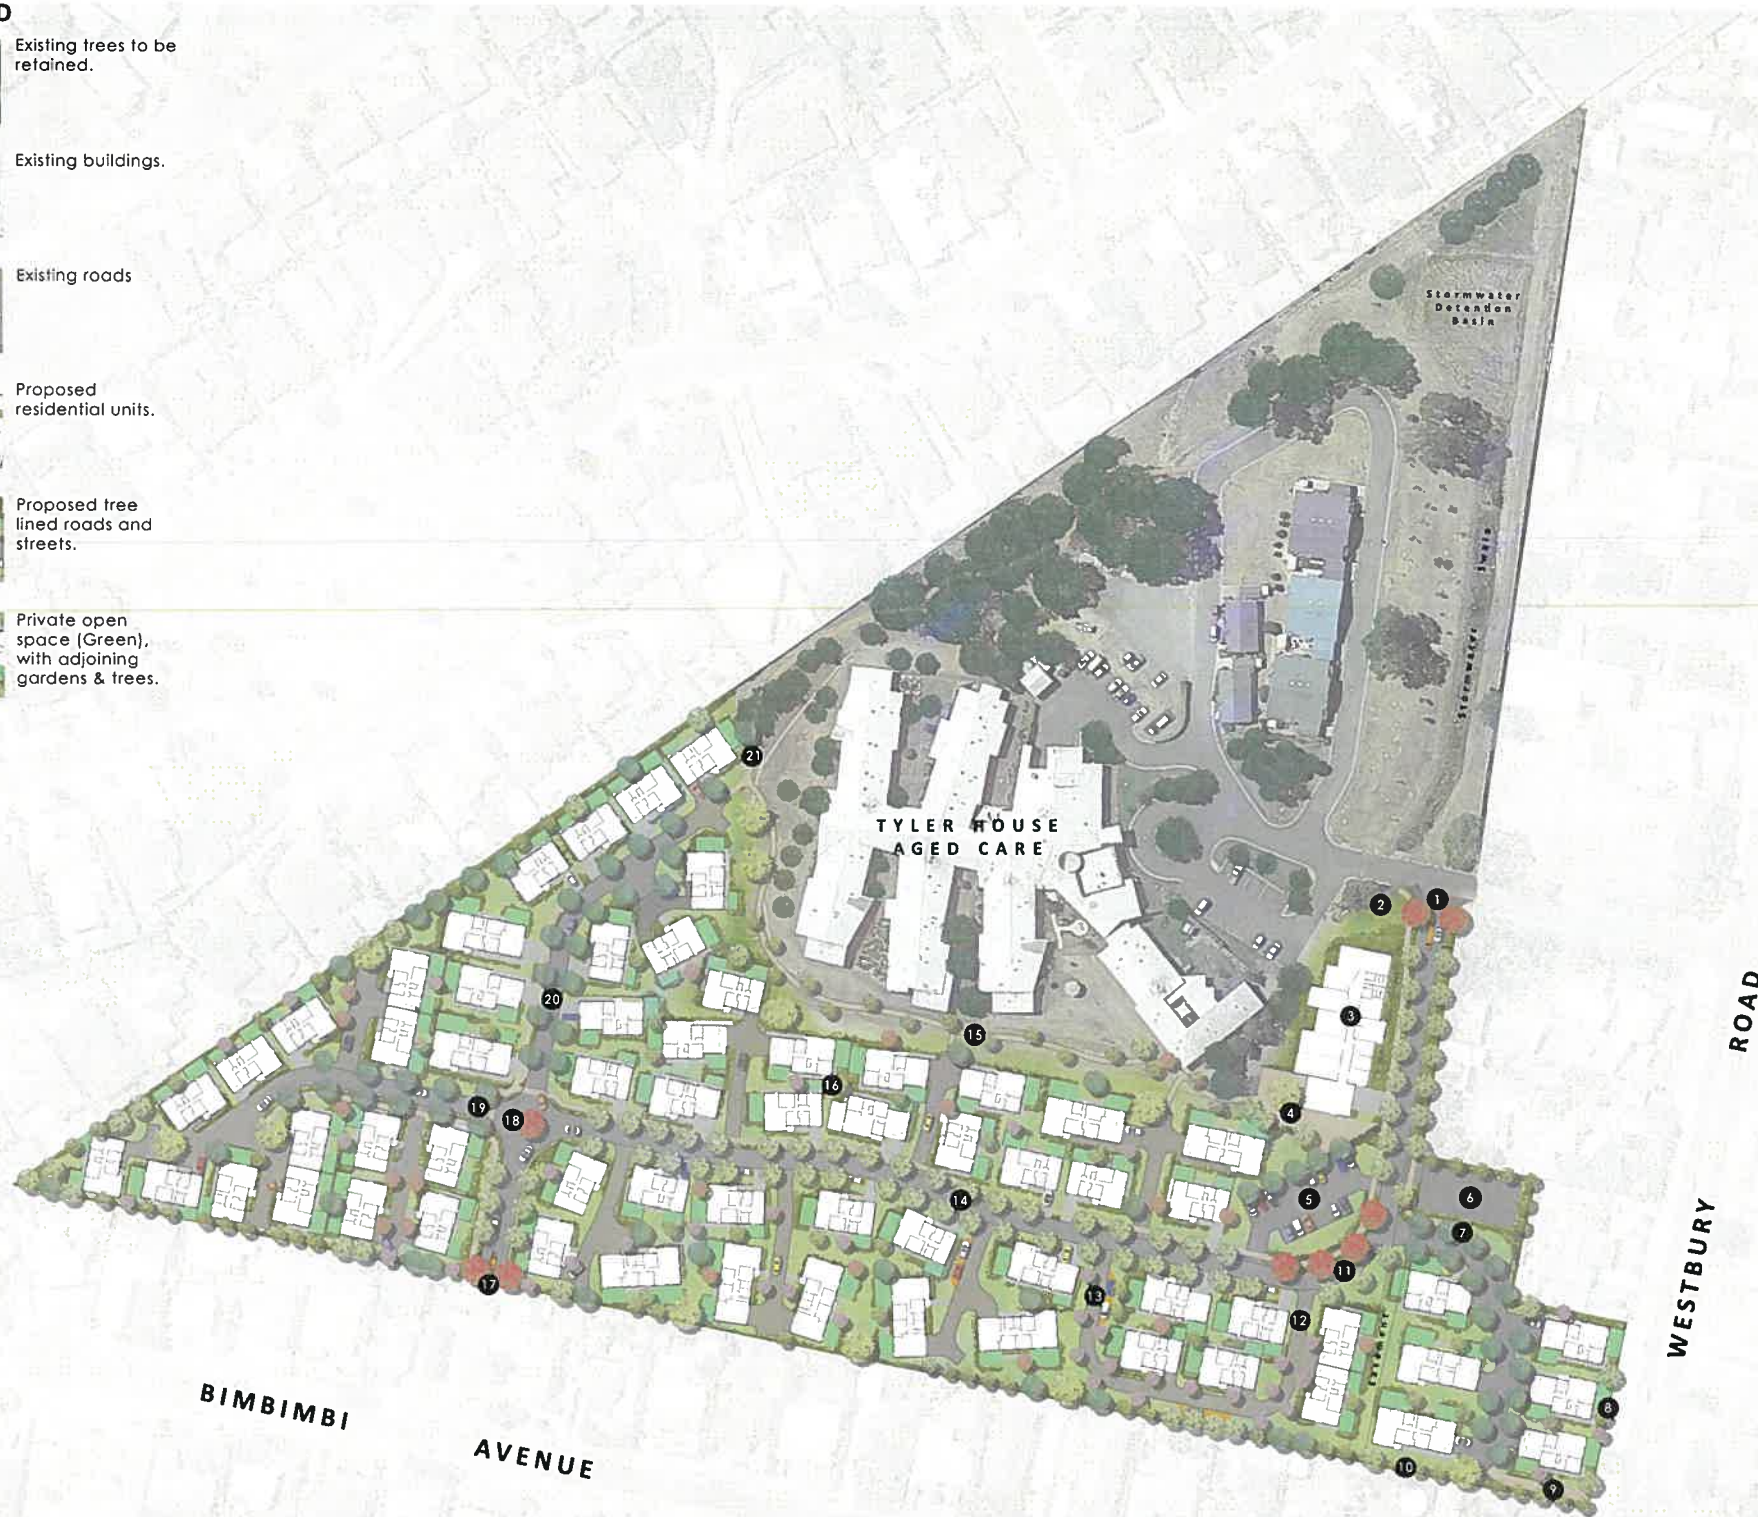 D
Existing trees to be
retained.
Existing buildings.
Existing roads
Proposed
residential units.
Proposed tree
lined roads and
streets.
Private open
space (Green),
with adjoining
gardens & trees.
Stormwater
Detention
Basin
Stormwater Swale
TYLER HOUSE
AGED CARE
1
2
3
4
5
6
7
8
9
10
11
12
13
14
15
16
17
18
19
20
21
Easement
BIMBIMBI
AVENUE
WESTBURY
ROAD